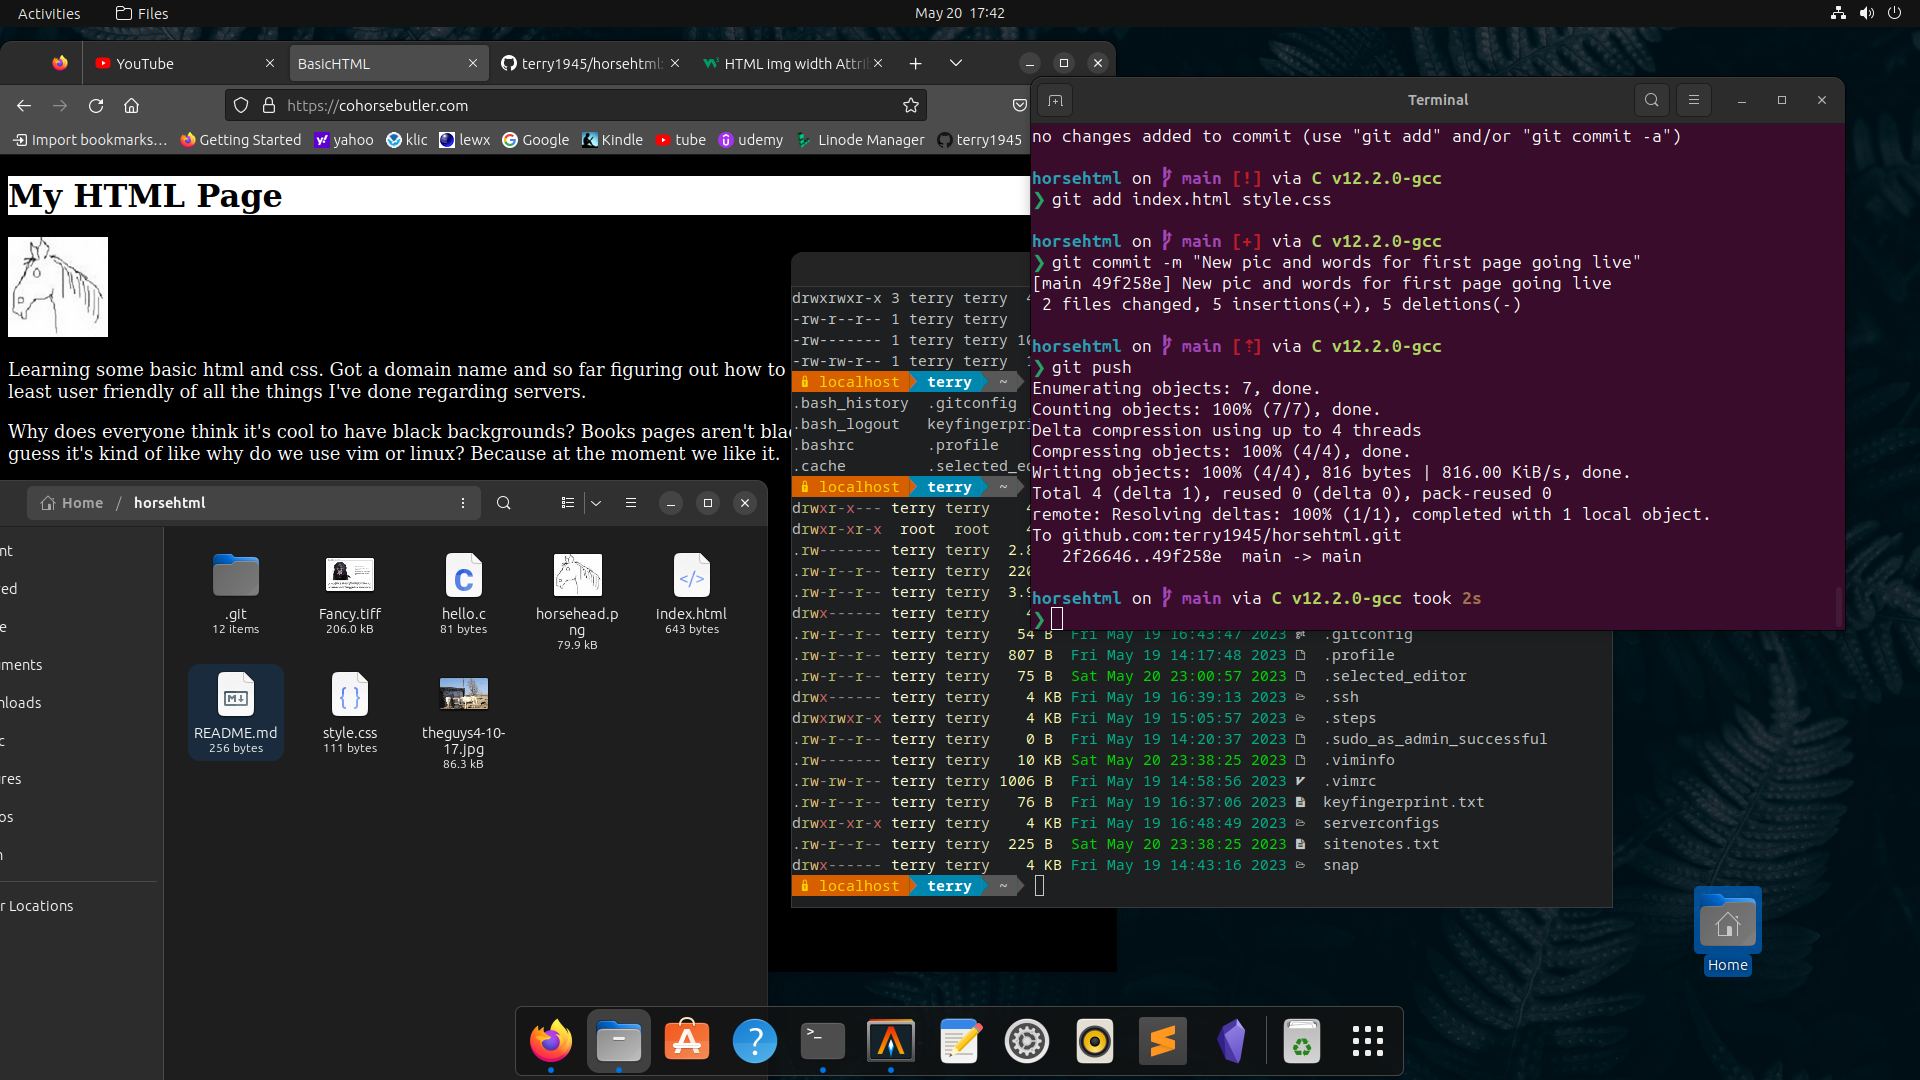 Activities
Files
May 20 17:42
YouTube
BasicHTML
terry1945/horsehtml:
HTML img width Attri
https://cohorsebutler.com
Import bookmarks…
Getting Started
yahoo
klic
lewx
Google
Kindle
tube
udemy
Linode Manager
terry1945
My HTML Page
Learning some basic html and css. Got a domain name and so far figuring out how to
least user friendly of all the things I've done regarding servers.
Why does everyone think it's cool to have black backgrounds? Books pages aren't blac
guess it's kind of like why do we use vim or linux? Because at the moment we like it.
Home / horsehtml
nt
ed
e
ments
nloads
c
res
os
n
r Locations
.git
12 items
Fancy.tiff
206.0 kB
hello.c
81 bytes
horsehead.p
ng
79.9 kB
index.html
643 bytes
README.md
256 bytes
style.css
111 bytes
theguys4-10-
17.jpg
86.3 kB
drwxrwxr-x 3 terry terry 4
-rw-r--r-- 1 terry terry
-rw------- 1 terry terry 10
-rw-rw-r-- 1 terry terry 1
localhost terry ~
.bash_history .gitconfig
.bash_logout keyfingerpri
.bashrc .profile
.cache .selected_ed
localhost terry ~
drwxr-x--- terry terry 4
drwxr-xr-x root root 4
.rw------- terry terry 2.8
.rw-r--r-- terry terry 220
.rw-r--r-- terry terry 3.9
drwx------ terry terry 4
.rw-r--r-- terry terry 54 B Fri May 19 16:43:47 2023 .gitconfig
.rw-r--r-- terry terry 807 B Fri May 19 14:17:48 2023 .profile
.rw-r--r-- terry terry 75 B Sat May 20 23:00:57 2023 .selected_editor
drwx------ terry terry 4 KB Fri May 19 16:39:13 2023 .ssh
drwxrwxr-x terry terry 4 KB Fri May 19 15:05:57 2023 .steps
.rw-r--r-- terry terry 0 B Fri May 19 14:20:37 2023 .sudo_as_admin_successful
.rw------- terry terry 10 KB Sat May 20 23:38:25 2023 .viminfo
.rw-rw-r-- terry terry 1006 B Fri May 19 14:58:56 2023 .vimrc
.rw-r--r-- terry terry 76 B Fri May 19 16:37:06 2023 keyfingerprint.txt
drwxr-xr-x terry terry 4 KB Fri May 19 16:48:49 2023 serverconfigs
.rw-r--r-- terry terry 225 B Sat May 20 23:38:25 2023 sitenotes.txt
drwx------ terry terry 4 KB Fri May 19 14:43:16 2023 snap
localhost terry ~
Terminal
no changes added to commit (use "git add" and/or "git commit -a")
horsehtml on main [!] via C v12.2.0-gcc
❯ git add index.html style.css
horsehtml on main [+] via C v12.2.0-gcc
❯ git commit -m "New pic and words for first page going live"
[main 49f258e] New pic and words for first page going live
2 files changed, 5 insertions(+), 5 deletions(-)
horsehtml on main [⇡] via C v12.2.0-gcc
❯ git push
Enumerating objects: 7, done.
Counting objects: 100% (7/7), done.
Delta compression using up to 4 threads
Compressing objects: 100% (4/4), done.
Writing objects: 100% (4/4), 816 bytes | 816.00 KiB/s, done.
Total 4 (delta 1), reused 0 (delta 0), pack-reused 0
remote: Resolving deltas: 100% (1/1), completed with 1 local object.
To github.com:terry1945/horsehtml.git
2f26646..49f258e main -> main
horsehtml on main via C v12.2.0-gcc took 2s
❯
Home